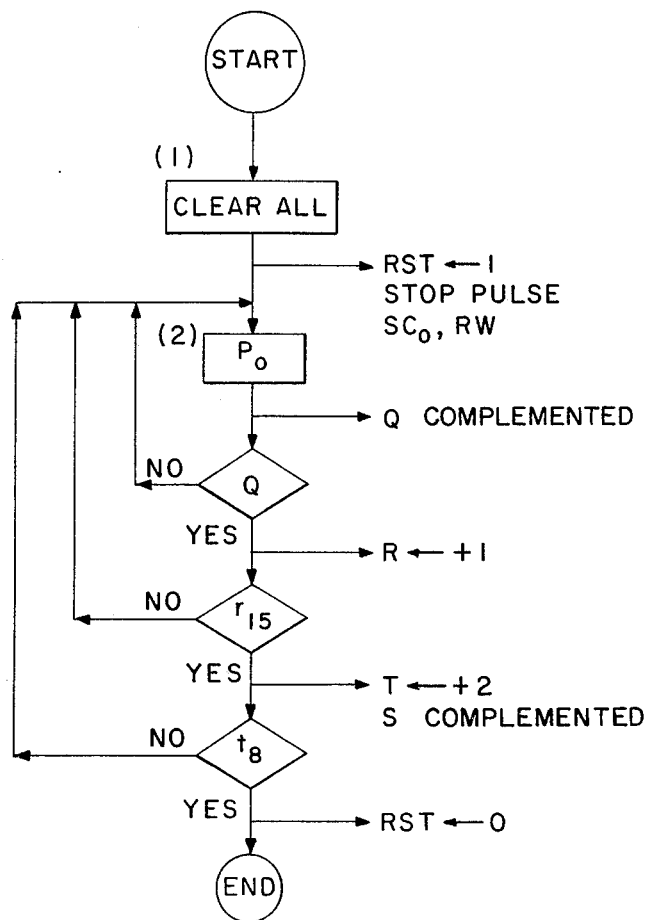 START
(1)
CLEAR ALL
RST ← 1
STOP PULSE
SC₀, RW
(2)
P₀
Q COMPLEMENTED
Q
NO
YES
R ← +1
r₁₅
NO
YES
T ← +2
S COMPLEMENTED
t₈
NO
YES
RST ← 0
END